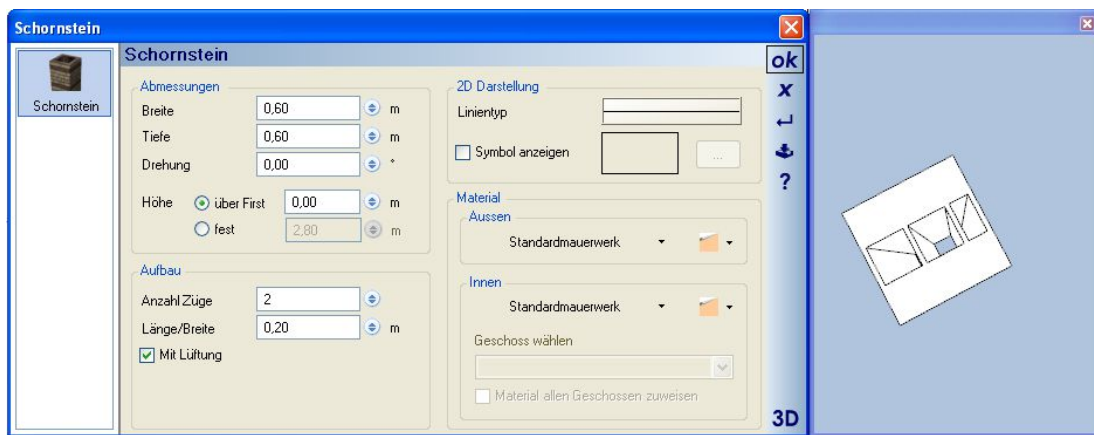 Schornstein
Schornstein
Schornstein
Abmessungen
Breite 0,60 m
Tiefe 0,60 m
Drehung 0,00 °
Höhe über First 0,00 m
fest 2,80 m
Aufbau
Anzahl Züge 2
Länge/Breite 0,20 m
Mit Lüftung
2D Darstellung
Linientyp
Symbol anzeigen ...
Material
Aussen
Standardmauerwerk
Innen
Standardmauerwerk
Geschoss wählen
Material allen Geschossen zuweisen
ok
x
?
3D